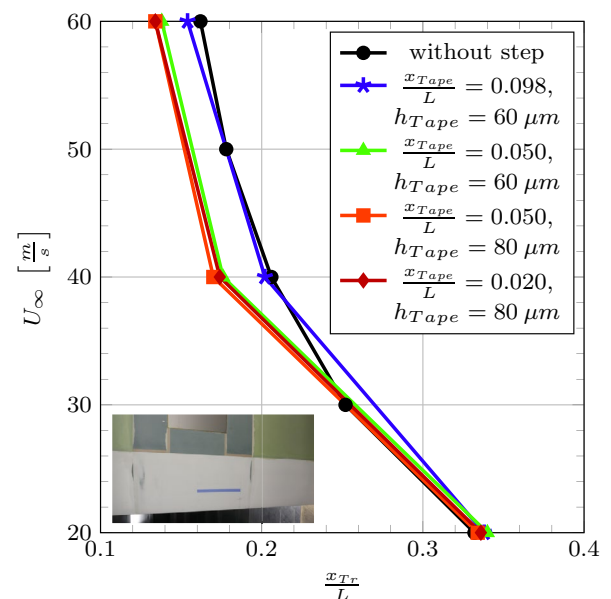 60
50
40
30
20
0.1 0.2 0.3 0.4
U∞ [m/s]
x_Tr/L
without step
x_Tape/L = 0.098,
h_Tape = 60 μm
x_Tape/L = 0.050,
h_Tape = 60 μm
x_Tape/L = 0.050,
h_Tape = 80 μm
x_Tape/L = 0.020,
h_Tape = 80 μm